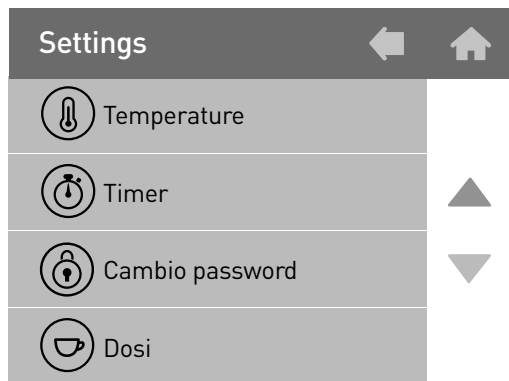 Settings
Temperature
Timer
Cambio password
Dosi